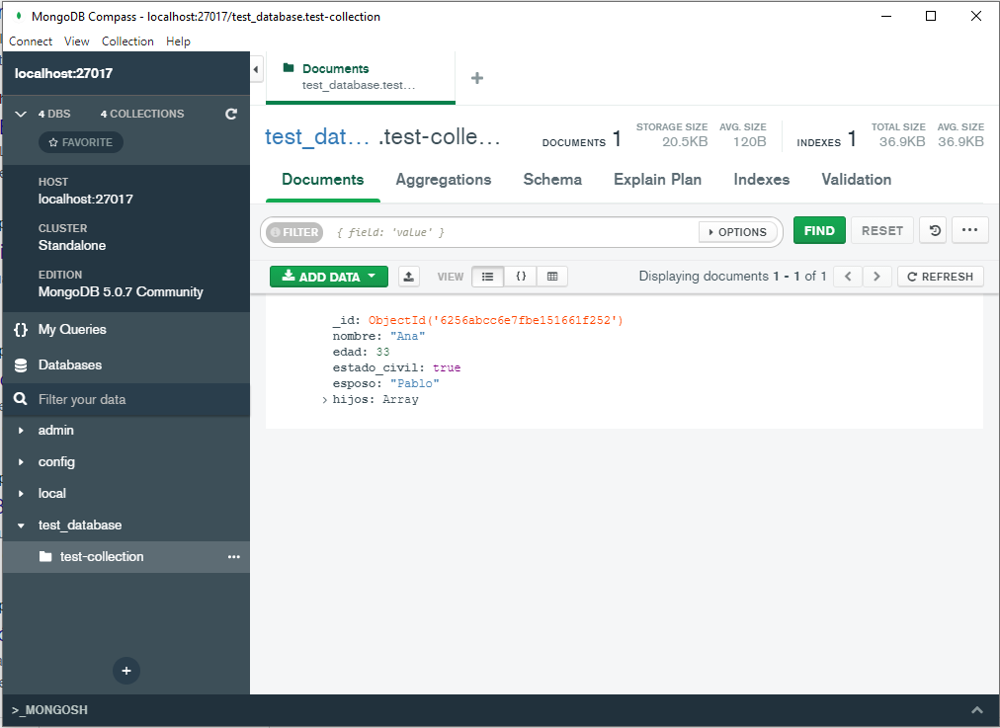 MongoDB Compass - localhost:27017/test_database.test-collection
Connect View Collection Help
localhost:27017
4 DBS 4 COLLECTIONS
FAVORITE
HOST
localhost:27017
CLUSTER
Standalone
EDITION
MongoDB 5.0.7 Community
{} My Queries
Databases
Filter your data
admin
config
local
test_database
test-collection
Documents
test_database.test...
test_dat... .test-colle...
DOCUMENTS 1
STORAGE SIZE
20.5KB
AVG. SIZE
120B
INDEXES 1
TOTAL SIZE
36.9KB
AVG. SIZE
36.9KB
Documents Aggregations Schema Explain Plan Indexes Validation
FILTER { field: 'value' } OPTIONS FIND RESET ...
ADD DATA VIEW {} Displaying documents 1 - 1 of 1 REFRESH
_id: ObjectId('6256abcc6e7fbe151661f252')
nombre: "Ana"
edad: 33
estado_civil: true
esposo: "Pablo"
> hijos: Array
>_MONGOSH